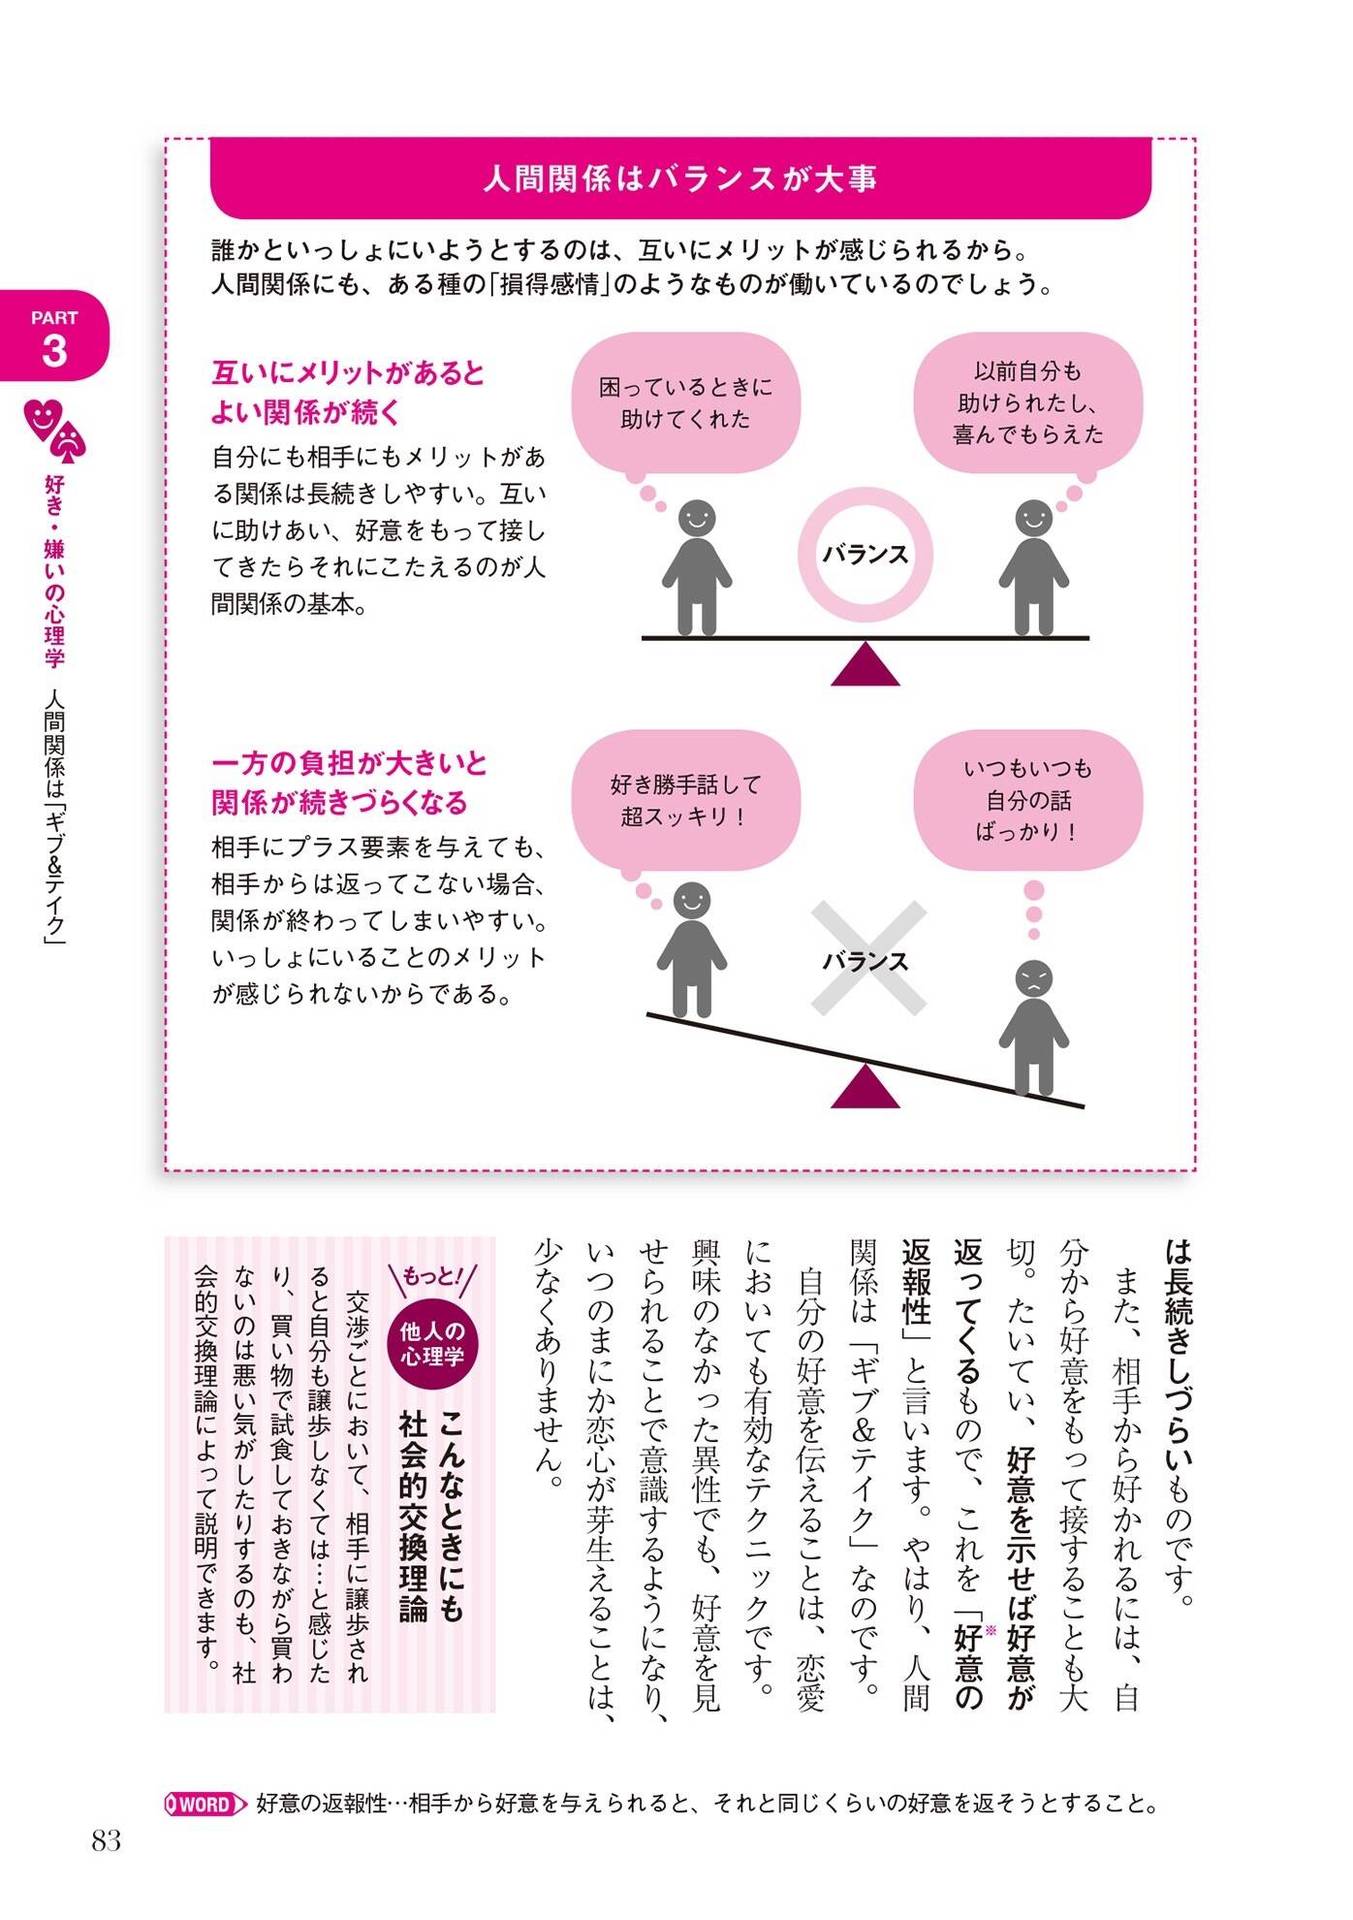 人間関係はバランスが大事
誰かといっしょにいようとするのは、互いにメリットが感じられるから。
人間関係にも、ある種の「損得感情」のようなものが働いているのでしょう。
PART
3
好き・嫌いの心理学 人間関係は「ギブ&テイク」
互いにメリットがあると
よい関係が続く
自分にも相手にもメリットがあ
る関係は長続きしやすい。互い
に助けあい、好意をもって接し
てきたらそれにこたえるのが人
間関係の基本。
困っているときに
助けてくれた
以前自分も
助けられたし、
喜んでもらえた
バランス
一方の負担が大きいと
関係が続きづらくなる
相手にプラス要素を与えても、
相手からは返ってこない場合、
関係が終わってしまいやすい。
いっしょにいることのメリット
が感じられないからである。
好き勝手話して
超スッキリ!
いつもいつも
自分の話
ばっかり!
バランス
は長続きしづらいものです。
また、相手から好かれるには、自
分から好意をもって接することも大
切。たいてい、好意を示せば好意が
返ってくるもので、これを「好意の※
返報性」と言います。やはり、人間
関係は「ギブ&テイク」なのです。
自分の好意を伝えることは、恋愛
においても有効なテクニックです。
興味のなかった異性でも、好意を見
せられることで意識するようになり、
いつのまにか恋心が芽生えることは、
少なくありません。
もっと!
他人の
心理学
こんなときにも
社会的交換理論
交渉ごとにおいて、相手に譲歩され
ると自分も譲歩しなくては…と感じた
り、買い物で試食しておきながら買わ
ないのは悪い気がしたりするのも、社
会的交換理論によって説明できます。
WORD 好意の返報性…相手から好意を与えられると、それと同じくらいの好意を返そうとすること。
83